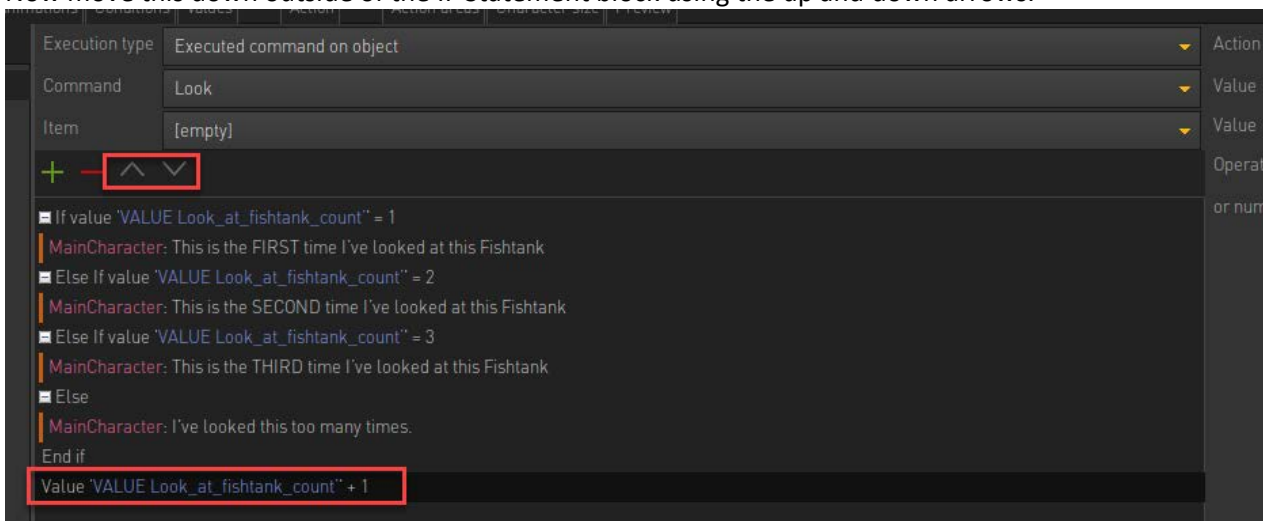 Now move this down outside of the IF Statement block using the up and down arrows.
Execution type Executed command on object Action
Command Look Value
Item [empty] Value
Operat
or num
If value 'VALUE Look_at_fishtank_count'' = 1
MainCharacter: This is the FIRST time I've looked at this Fishtank
Else If value 'VALUE Look_at_fishtank_count'' = 2
MainCharacter: This is the SECOND time I've looked at this Fishtank
Else If value 'VALUE Look_at_fishtank_count'' = 3
MainCharacter: This is the THIRD time I've looked at this Fishtank
Else
MainCharacter: I've looked this too many times.
End if
Value 'VALUE Look_at_fishtank_count'' + 1